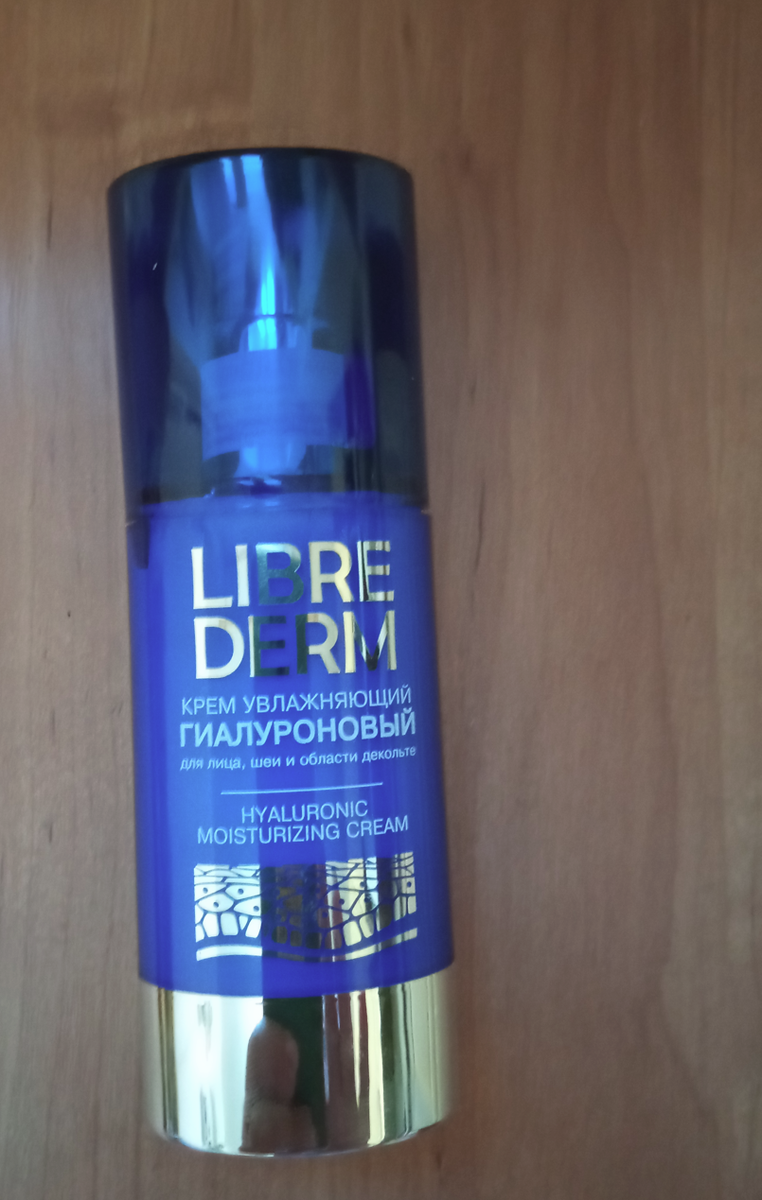 LIBRE
DERM
КРЕМ УВЛАЖНЯЮЩИЙ
ГИАЛУРОНОВЫЙ
для лица, шеи и области декольте
HYALURONIC
MOISTURIZING CREAM